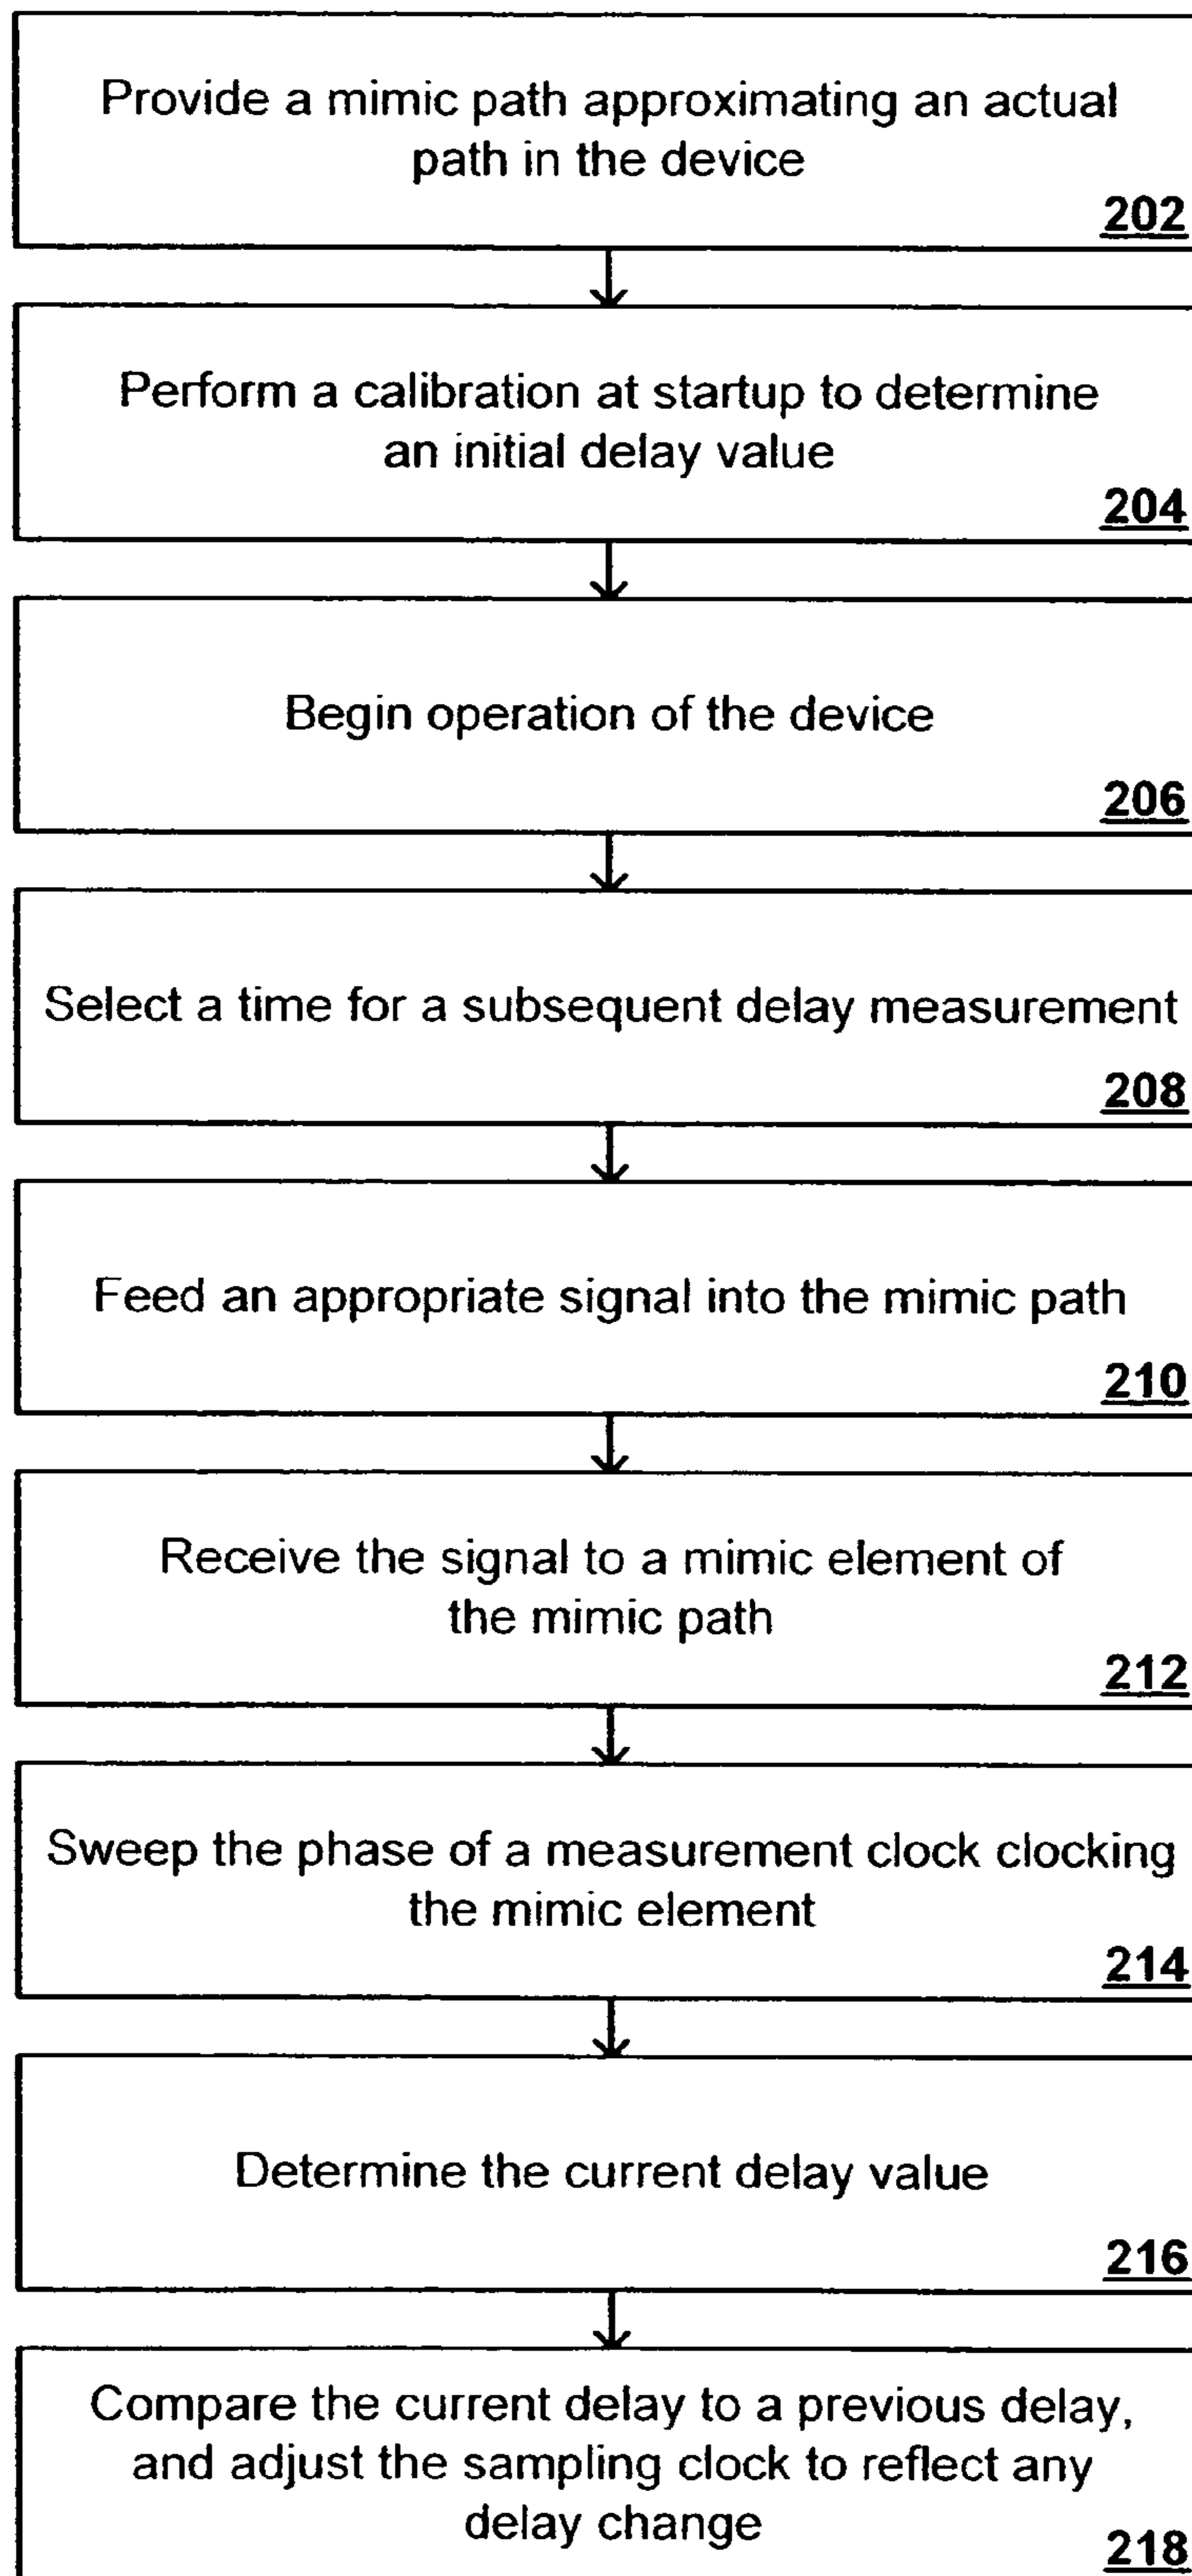 Provide a mimic path approximating an actual
path in the device
202
Perform a calibration at startup to determine
an initial delay value
204
Begin operation of the device
206
Select a time for a subsequent delay measurement
208
Feed an appropriate signal into the mimic path
210
Receive the signal to a mimic element of
the mimic path
212
Sweep the phase of a measurement clock clocking
the mimic element
214
Determine the current delay value
216
Compare the current delay to a previous delay,
and adjust the sampling clock to reflect any
delay change
218